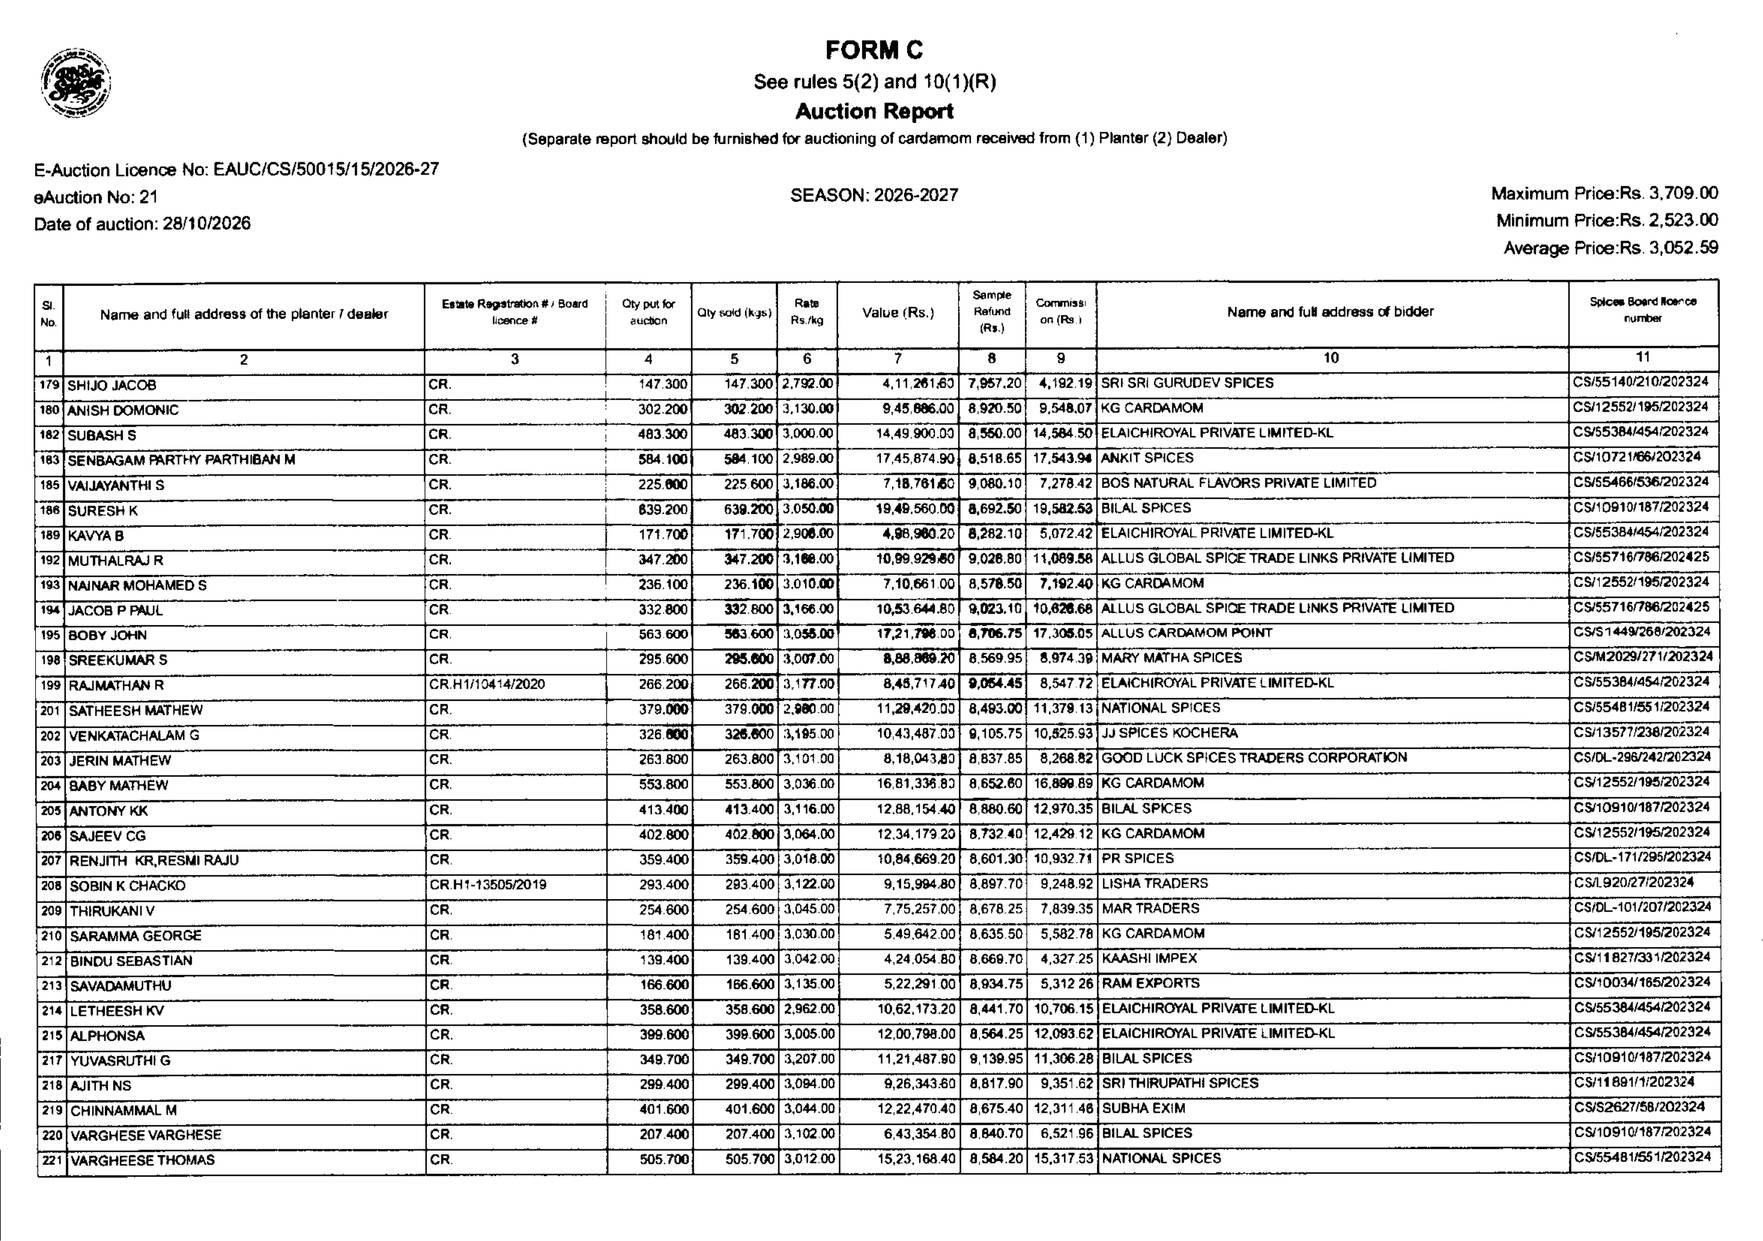 FORM C
See rules 5(2) and 10(1)(R)
Auction Report
(Separate report should be furnished for auctioning of cardamom received from (1) Planter (2) Dealer)
E-Auction Licence No: EAUC/CS/50015/15/2026-27
eAuction No: 21
SEASON: 2026-2027
Date of auction: 28/10/2026
Maximum Price:Rs. 3,709.00
Minimum Price:Rs. 2,523.00
Average Price:Rs. 3,052.59
Sl. No. Name and full address of the planter / dealer Estate Registration # / Board licence # Qty put for auction Qty sold (kgs) Rate Rs./kg Value (Rs.) Sample Refund (Rs.) Commissi on (Rs.) Name and full address of bidder Spices Board licence number
1 2 3 4 5 6 7 8 9 10 11
179 SHIJO JACOB CR. 147.300 147.300 2,792.00 4,11,261.60 7,957.20 4,192.19 SRI SRI GURUDEV SPICES CS/55140/210/202324
180 ANISH DOMONIC CR. 302.200 302.200 3,130.00 9,45,886.00 8,920.50 9,548.07 KG CARDAMOM CS/12552/195/202324
182 SUBASH S CR. 483.300 483.300 3,000.00 14,49,900.00 8,550.00 14,584.50 ELAICHIROYAL PRIVATE LIMITED-KL CS/55384/454/202324
183 SENBAGAM PARTHY PARTHIBAN M CR. 584.100 584.100 2,989.00 17,45,874.90 8,518.65 17,543.94 ANKIT SPICES CS/10721/66/202324
185 VAIJAYANTHI S CR. 225.600 225.600 3,186.00 7,18,761.60 9,080.10 7,278.42 BOS NATURAL FLAVORS PRIVATE LIMITED CS/55466/536/202324
186 SURESH K CR. 639.200 639.200 3,050.00 19,49,560.00 8,692.50 19,582.53 BILAL SPICES CS/10910/187/202324
189 KAVYA B CR. 171.700 171.700 2,906.00 4,98,960.20 8,282.10 5,072.42 ELAICHIROYAL PRIVATE LIMITED-KL CS/55384/454/202324
192 MUTHALRAJ R CR. 347.200 347.200 3,168.00 10,99,929.60 9,028.80 11,089.58 ALLUS GLOBAL SPICE TRADE LINKS PRIVATE LIMITED CS/55716/786/202425
193 NAINAR MOHAMED S CR. 236.100 236.100 3,010.00 7,10,661.00 8,578.50 7,192.40 KG CARDAMOM CS/12552/195/202324
194 JACOB P PAUL CR. 332.800 332.800 3,166.00 10,53,644.80 9,023.10 10,626.68 ALLUS GLOBAL SPICE TRADE LINKS PRIVATE LIMITED CS/55716/786/202425
195 BOBY JOHN CR. 563.600 563.600 3,055.00 17,21,798.00 8,706.75 17,305.05 ALLUS CARDAMOM POINT CS/S1449/268/202324
198 SREEKUMAR S CR. 295.600 295.600 3,007.00 8,88,869.20 8,569.95 8,974.39 MARY MATHA SPICES CS/M2029/271/202324
199 RAJMATHAN R CR.H1/10414/2020 266.200 266.200 3,177.00 8,45,717.40 9,054.45 8,547.72 ELAICHIROYAL PRIVATE LIMITED-KL CS/55384/454/202324
201 SATHEESH MATHEW CR. 379.000 379.000 2,980.00 11,29,420.00 8,493.00 11,379.13 NATIONAL SPICES CS/55481/551/202324
202 VENKATACHALAM G CR. 326.600 326.600 3,195.00 10,43,487.00 9,105.75 10,525.93 JJ SPICES KOCHERA CS/13577/238/202324
203 JERIN MATHEW CR. 263.800 263.800 3,101.00 8,18,043.80 8,837.85 8,268.82 GOOD LUCK SPICES TRADERS CORPORATION CS/DL-296/242/202324
204 BABY MATHEW CR. 553.800 553.800 3,036.00 16,81,336.80 8,652.60 16,899.89 KG CARDAMOM CS/12552/195/202324
205 ANTONY KK CR. 413.400 413.400 3,116.00 12,88,154.40 8,880.60 12,970.35 BILAL SPICES CS/10910/187/202324
206 SAJEEV CG CR. 402.800 402.800 3,064.00 12,34,179.20 8,732.40 12,429.12 KG CARDAMOM CS/12552/195/202324
207 RENJITH KR,RESMI RAJU CR. 359.400 359.400 3,018.00 10,84,669.20 8,601.30 10,932.71 PR SPICES CS/DL-171/295/202324
208 SOBIN K CHACKO CR.H1-13505/2019 293.400 293.400 3,122.00 9,15,994.80 8,897.70 9,248.92 LISHA TRADERS CS/L920/27/202324
209 THIRUKANI V CR. 254.600 254.600 3,045.00 7,75,257.00 8,678.25 7,839.35 MAR TRADERS CS/DL-101/207/202324
210 SARAMMA GEORGE CR. 181.400 181.400 3,030.00 5,49,642.00 8,635.50 5,582.78 KG CARDAMOM CS/12552/195/202324
212 BINDU SEBASTIAN CR. 139.400 139.400 3,042.00 4,24,054.80 8,669.70 4,327.25 KAASHI IMPEX CS/11827/331/202324
213 SAVADAMUTHU CR. 166.600 166.600 3,135.00 5,22,291.00 8,934.75 5,312.26 RAM EXPORTS CS/10034/165/202324
214 LETHEESH KV CR. 358.600 358.600 2,962.00 10,62,173.20 8,441.70 10,706.15 ELAICHIROYAL PRIVATE LIMITED-KL CS/55384/454/202324
215 ALPHONSA CR. 399.600 399.600 3,005.00 12,00,798.00 8,564.25 12,093.62 ELAICHIROYAL PRIVATE LIMITED-KL CS/55384/454/202324
217 YUVASRUTHI G CR. 349.700 349.700 3,207.00 11,21,487.90 9,139.95 11,306.28 BILAL SPICES CS/10910/187/202324
218 AJITH NS CR. 299.400 299.400 3,094.00 9,26,343.60 8,817.90 9,351.62 SRI THIRUPATHI SPICES CS/11891/1/202324
219 CHINNAMMAL M CR. 401.600 401.600 3,044.00 12,22,470.40 8,675.40 12,311.46 SUBHA EXIM CS/S2627/58/202324
220 VARGHESE VARGHESE CR. 207.400 207.400 3,102.00 6,43,354.80 8,840.70 6,521.96 BILAL SPICES CS/10910/187/202324
221 VARGHEESE THOMAS CR. 505.700 505.700 3,012.00 15,23,168.40 8,584.20 15,317.53 NATIONAL SPICES CS/55481/551/202324